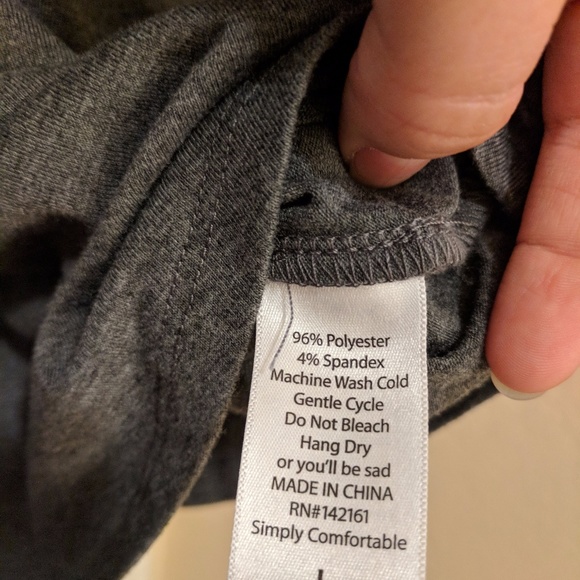 96% Polyester
4% Spandex
Machine Wash Cold
Gentle Cycle
Do Not Bleach
Hang Dry
or you'll be sad
MADE IN CHINA
RN#142161
Simply Comfortable